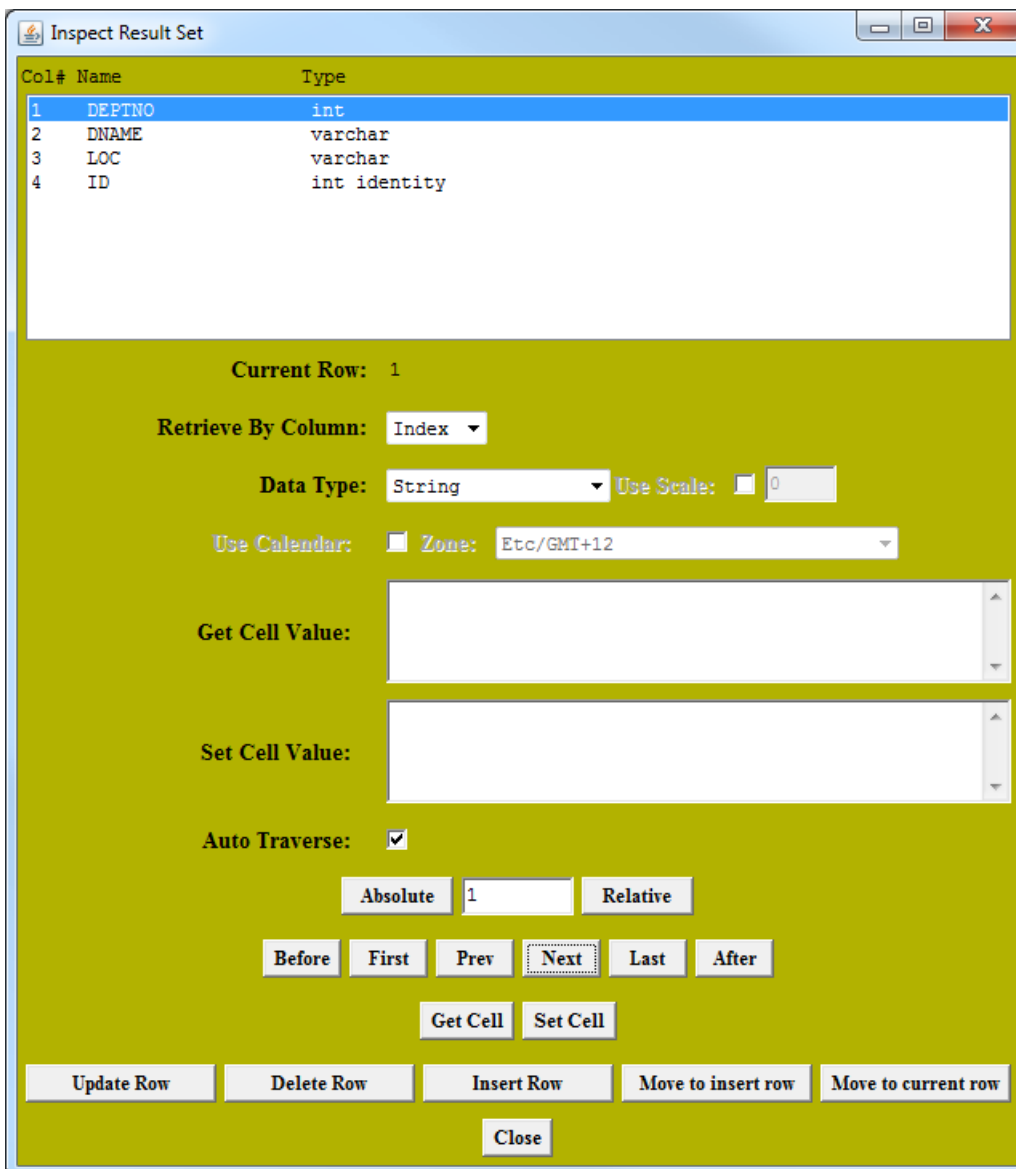 Inspect Result Set
Col# Name Type
1 DEPTNO int
2 DNAME varchar
3 LOC varchar
4 ID int identity
Current Row: 1
Retrieve By Column: Index
Data Type: String Use Scale: 0
Use Calendar: Zone: Etc/GMT+12
Get Cell Value:
Set Cell Value:
Auto Traverse:
Absolute 1 Relative
Before First Prev Next Last After
Get Cell Set Cell
Update Row Delete Row Insert Row Move to insert row Move to current row
Close